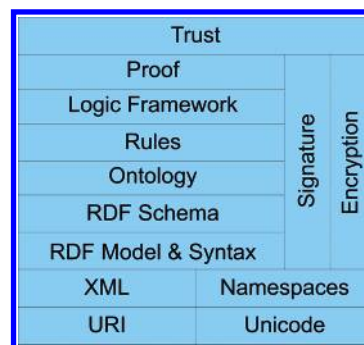 Trust
Proof
Logic Framework
Rules
Ontology
RDF Schema
RDF Model & Syntax
Signature
Encryption
XML
Namespaces
URI
Unicode